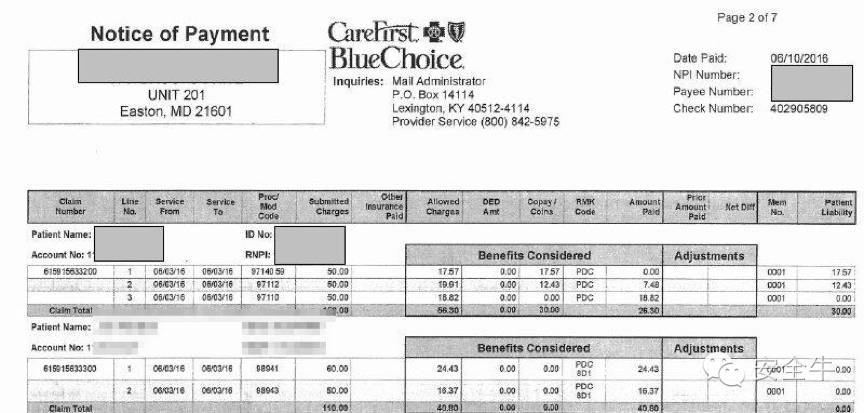 Page 2 of 7
Notice of Payment
UNIT 201
Easton, MD 21601
CareFirst
BlueChoice
Inquiries: Mail Administrator
P.O. Box 14114
Lexington, KY 40512-4114
Provider Service (800) 842-5975
Date Paid: 06/10/2016
NPI Number:
Payee Number:
Check Number: 402905809
Claim Number Line No. Service From Service To Proc/ Mod Code Submitted Charges Other Insurance Paid Allowed Charges DED Amt Copay / Coins RMK Code Amount Paid Prior Amount Paid Net Diff Mem No. Patient Liability
Patient Name: ID No:
Account No: 1 RNPI: Benefits Considered Adjustments
615915633200 1 06/03/16 06/03/16 97140 59 50.00 17.57 0.00 17.57 PDC 0.00 0001 17.57
2 06/03/16 06/03/16 97112 50.00 19.91 0.00 12.43 PDC 7.48 0001 12.43
3 06/03/16 06/03/16 97110 50.00 18.82 0.00 0.00 PDC 18.82 0001 0.00
Claim Total 56.30 0.00 30.00 26.30 30.00
Patient Name:
Account No: 1 Benefits Considered Adjustments
615915633300 1 06/03/16 06/03/16 98941 60.00 24.43 0.00 0.00 PDC 8D1 24.43 0001 0.00
2 06/03/16 06/03/16 98943 50.00 16.37 0.00 0.00 PDC 8D1 16.37 0001 0.00
Claim Total 110.00 40.80 0.00 0.00 40.80 0.00
安全牛